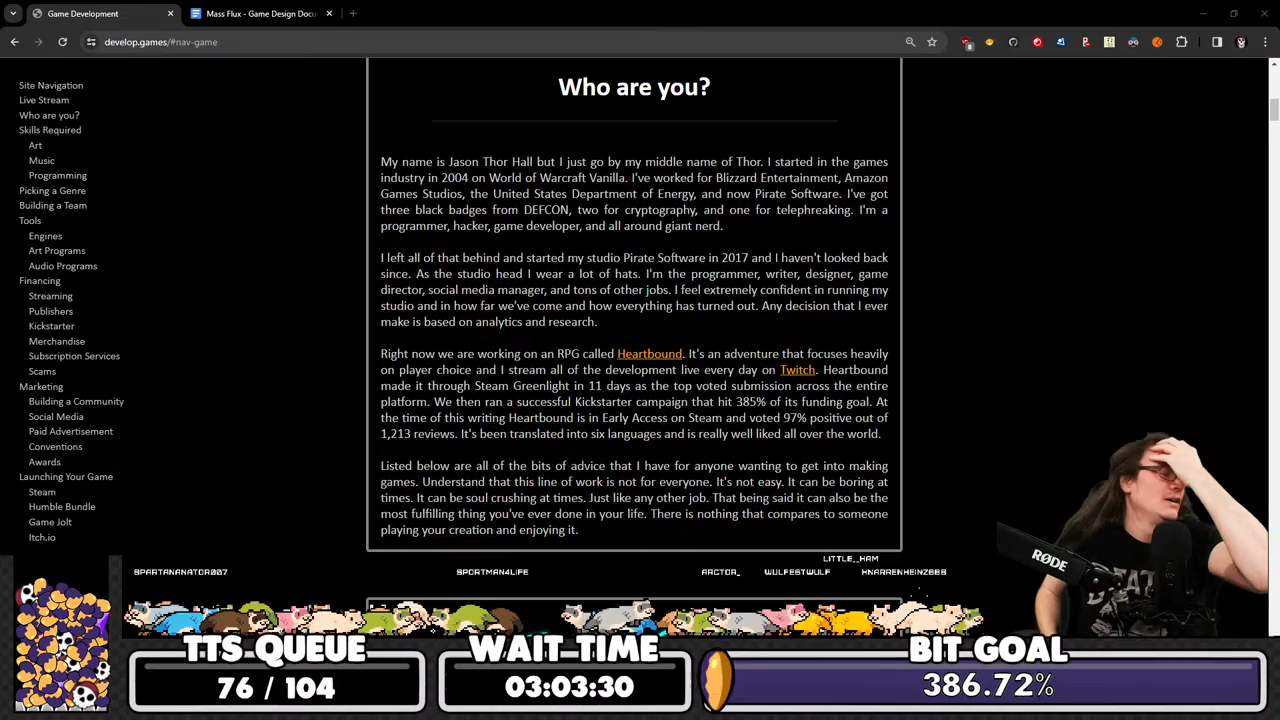 Game Development
Mass Flux - Game Design Docu
develop.games/#nav-game
Site Navigation
Live Stream
Who are you?
Skills Required
Art
Music
Programming
Picking a Genre
Building a Team
Tools
Engines
Art Programs
Audio Programs
Financing
Streaming
Publishers
Kickstarter
Merchandise
Subscription Services
Scams
Marketing
Building a Community
Social Media
Paid Advertisement
Conventions
Awards
Launching Your Game
Steam
Humble Bundle
Game Jolt
Itch.io
Who are you?
My name is Jason Thor Hall but I just go by my middle name of Thor. I started in the games
industry in 2004 on World of Warcraft Vanilla. I've worked for Blizzard Entertainment, Amazon
Games Studios, the United States Department of Energy, and now Pirate Software. I've got
three black badges from DEFCON, two for cryptography, and one for telephreaking. I'm a
programmer, hacker, game developer, and all around giant nerd.
I left all of that behind and started my studio Pirate Software in 2017 and I haven't looked back
since. As the studio head I wear a lot of hats. I'm the programmer, writer, designer, game
director, social media manager, and tons of other jobs. I feel extremely confident in running my
studio and in how far we've come and how everything has turned out. Any decision that I ever
make is based on analytics and research.
Right now we are working on an RPG called Heartbound. It's an adventure that focuses heavily
on player choice and I stream all of the development live every day on Twitch. Heartbound
made it through Steam Greenlight in 11 days as the top voted submission across the entire
platform. We then ran a successful Kickstarter campaign that hit 385% of its funding goal. At
the time of this writing Heartbound is in Early Access on Steam and voted 97% positive out of
1,213 reviews. It's been translated into six languages and is really well liked all over the world.
Listed below are all of the bits of advice that I have for anyone wanting to get into making
games. Understand that this line of work is not for everyone. It's not easy. It can be boring at
times. It can be soul crushing at times. Just like any other job. That being said it can also be the
most fulfilling thing you've ever done in your life. There is nothing that compares to someone
playing your creation and enjoying it.
RØDE
LITTLE_HAM
SPARTANANATOR007
SPORTMAN4LIFE
ARCTOR_
WULFESTWULF
TTS QUEUE
76 / 104
WAIT TIME
03:03:30
BIT GOAL
386.72%